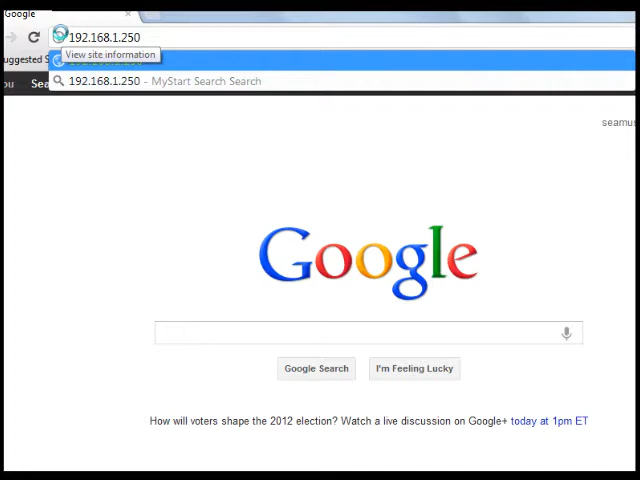 Google
192.168.1.250
View site information
uggested S
192.168.1.250 - MyStart Search Search
ou Sea
seamus
Google
Google Search
I'm Feeling Lucky
How will voters shape the 2012 election? Watch a live discussion on Google+ today at 1pm ET